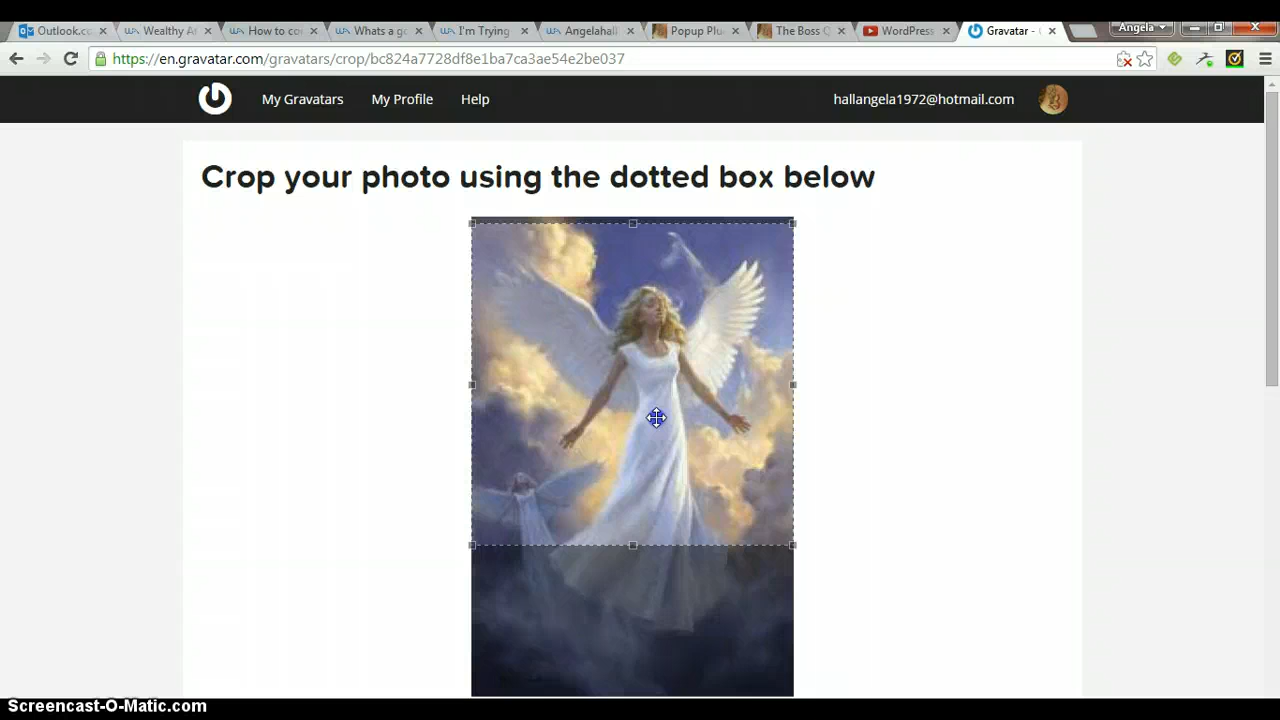 Outlook.co
Wealthy A
How to co
Whats a go
I'm Trying
Angelahall
Popup Plu
The Boss
WordPress
Gravatar -
Angela
https://en.gravatar.com/gravatars/crop/bc824a7728df8e1ba7ca3de54e2be037
My Gravatars
My Profile
Help
hallangela1972@hotmail.com
Crop your photo using the dotted box below
Screencast-O-Matic.com